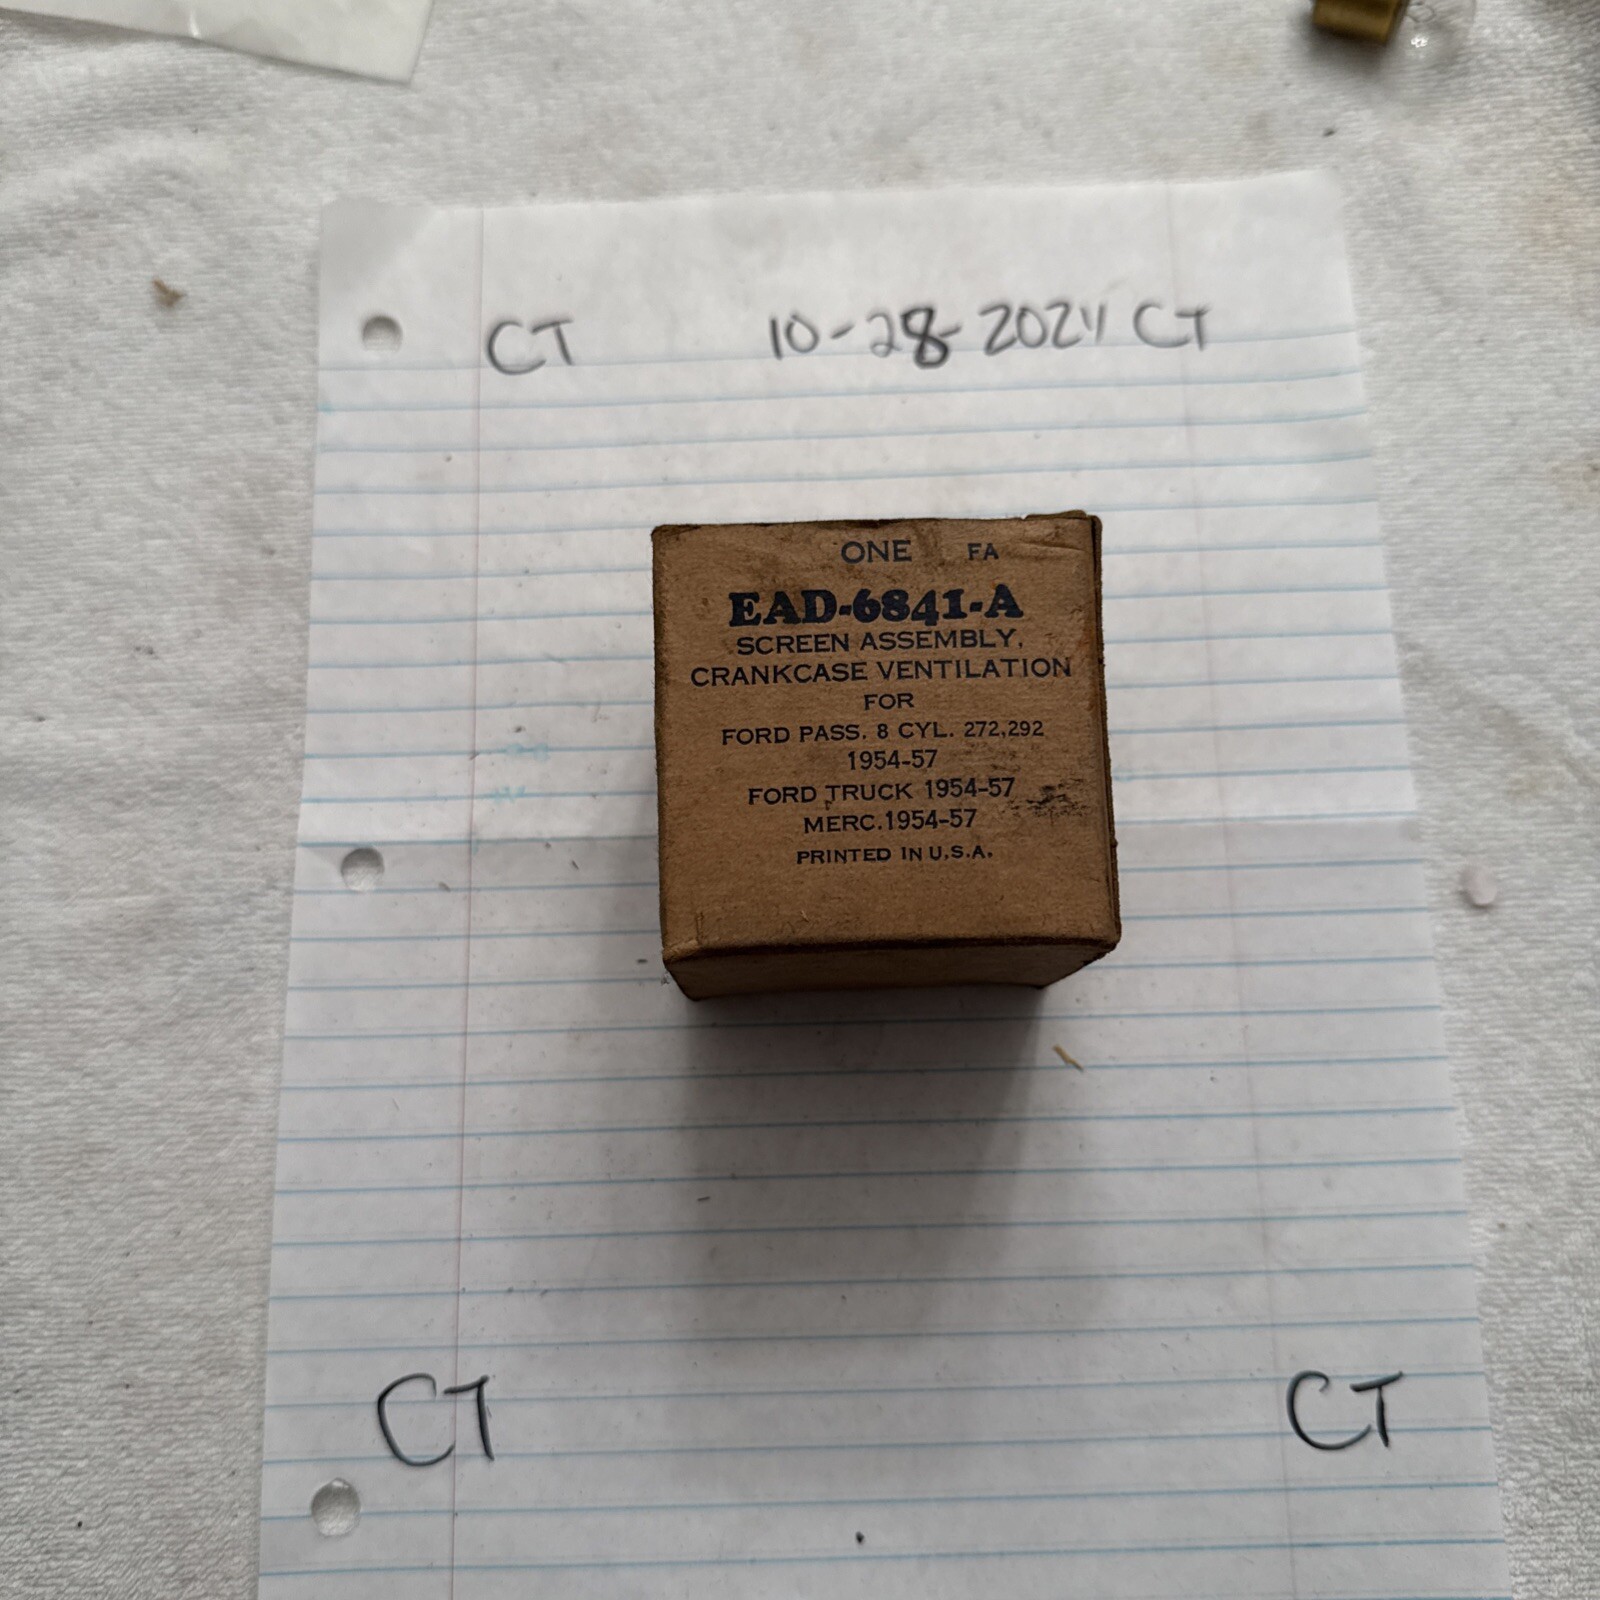 CT 10-28-2024 CT
ONE FA
EAD-6841-A
SCREEN ASSEMBLY,
CRANKCASE VENTILATION
FOR
FORD PASS. 8 CYL. 272,292
1954-57
FORD TRUCK 1954-57
MERC.1954-57
PRINTED IN U.S.A.
CT CT